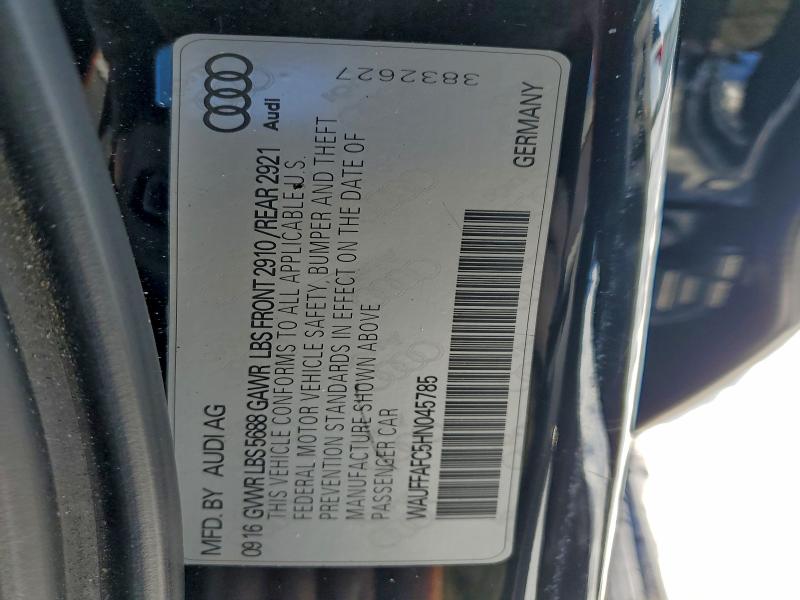 MFD. BY AUDI AG
Audi
09 16 GVWR LBS 5688 GAWR LBS FRONT 2910 /REAR 2921
THIS VEHICLE CONFORMS TO ALL APPLICABLE U.S.
FEDERAL MOTOR VEHICLE SAFETY, BUMPER AND THEFT
PREVENTION STANDARDS IN EFFECT ON THE DATE OF
MANUFACTURE SHOWN ABOVE
PASSENGER CAR
3832627
WAUFFAFC5HN045785
GERMANY